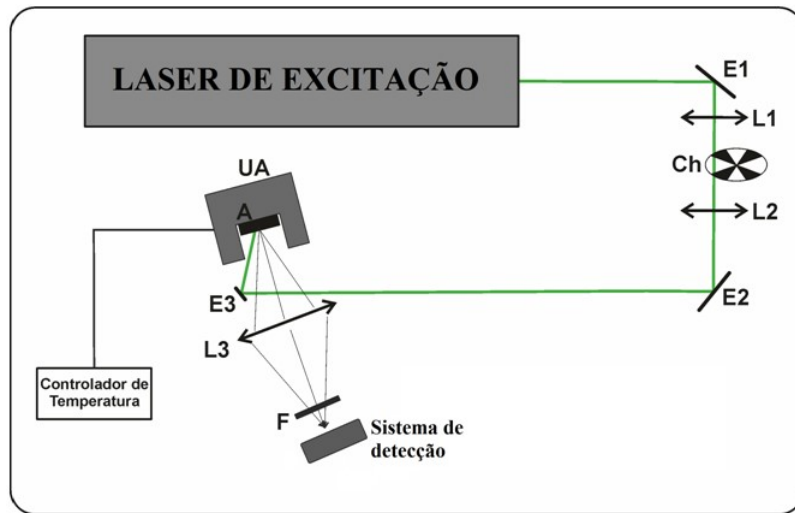 LASER DE EXCITAÇÃO
E1
L1
Ch
L2
UA
A
E3
E2
L3
Controlador de
Temperatura
F
Sistema de
detecção